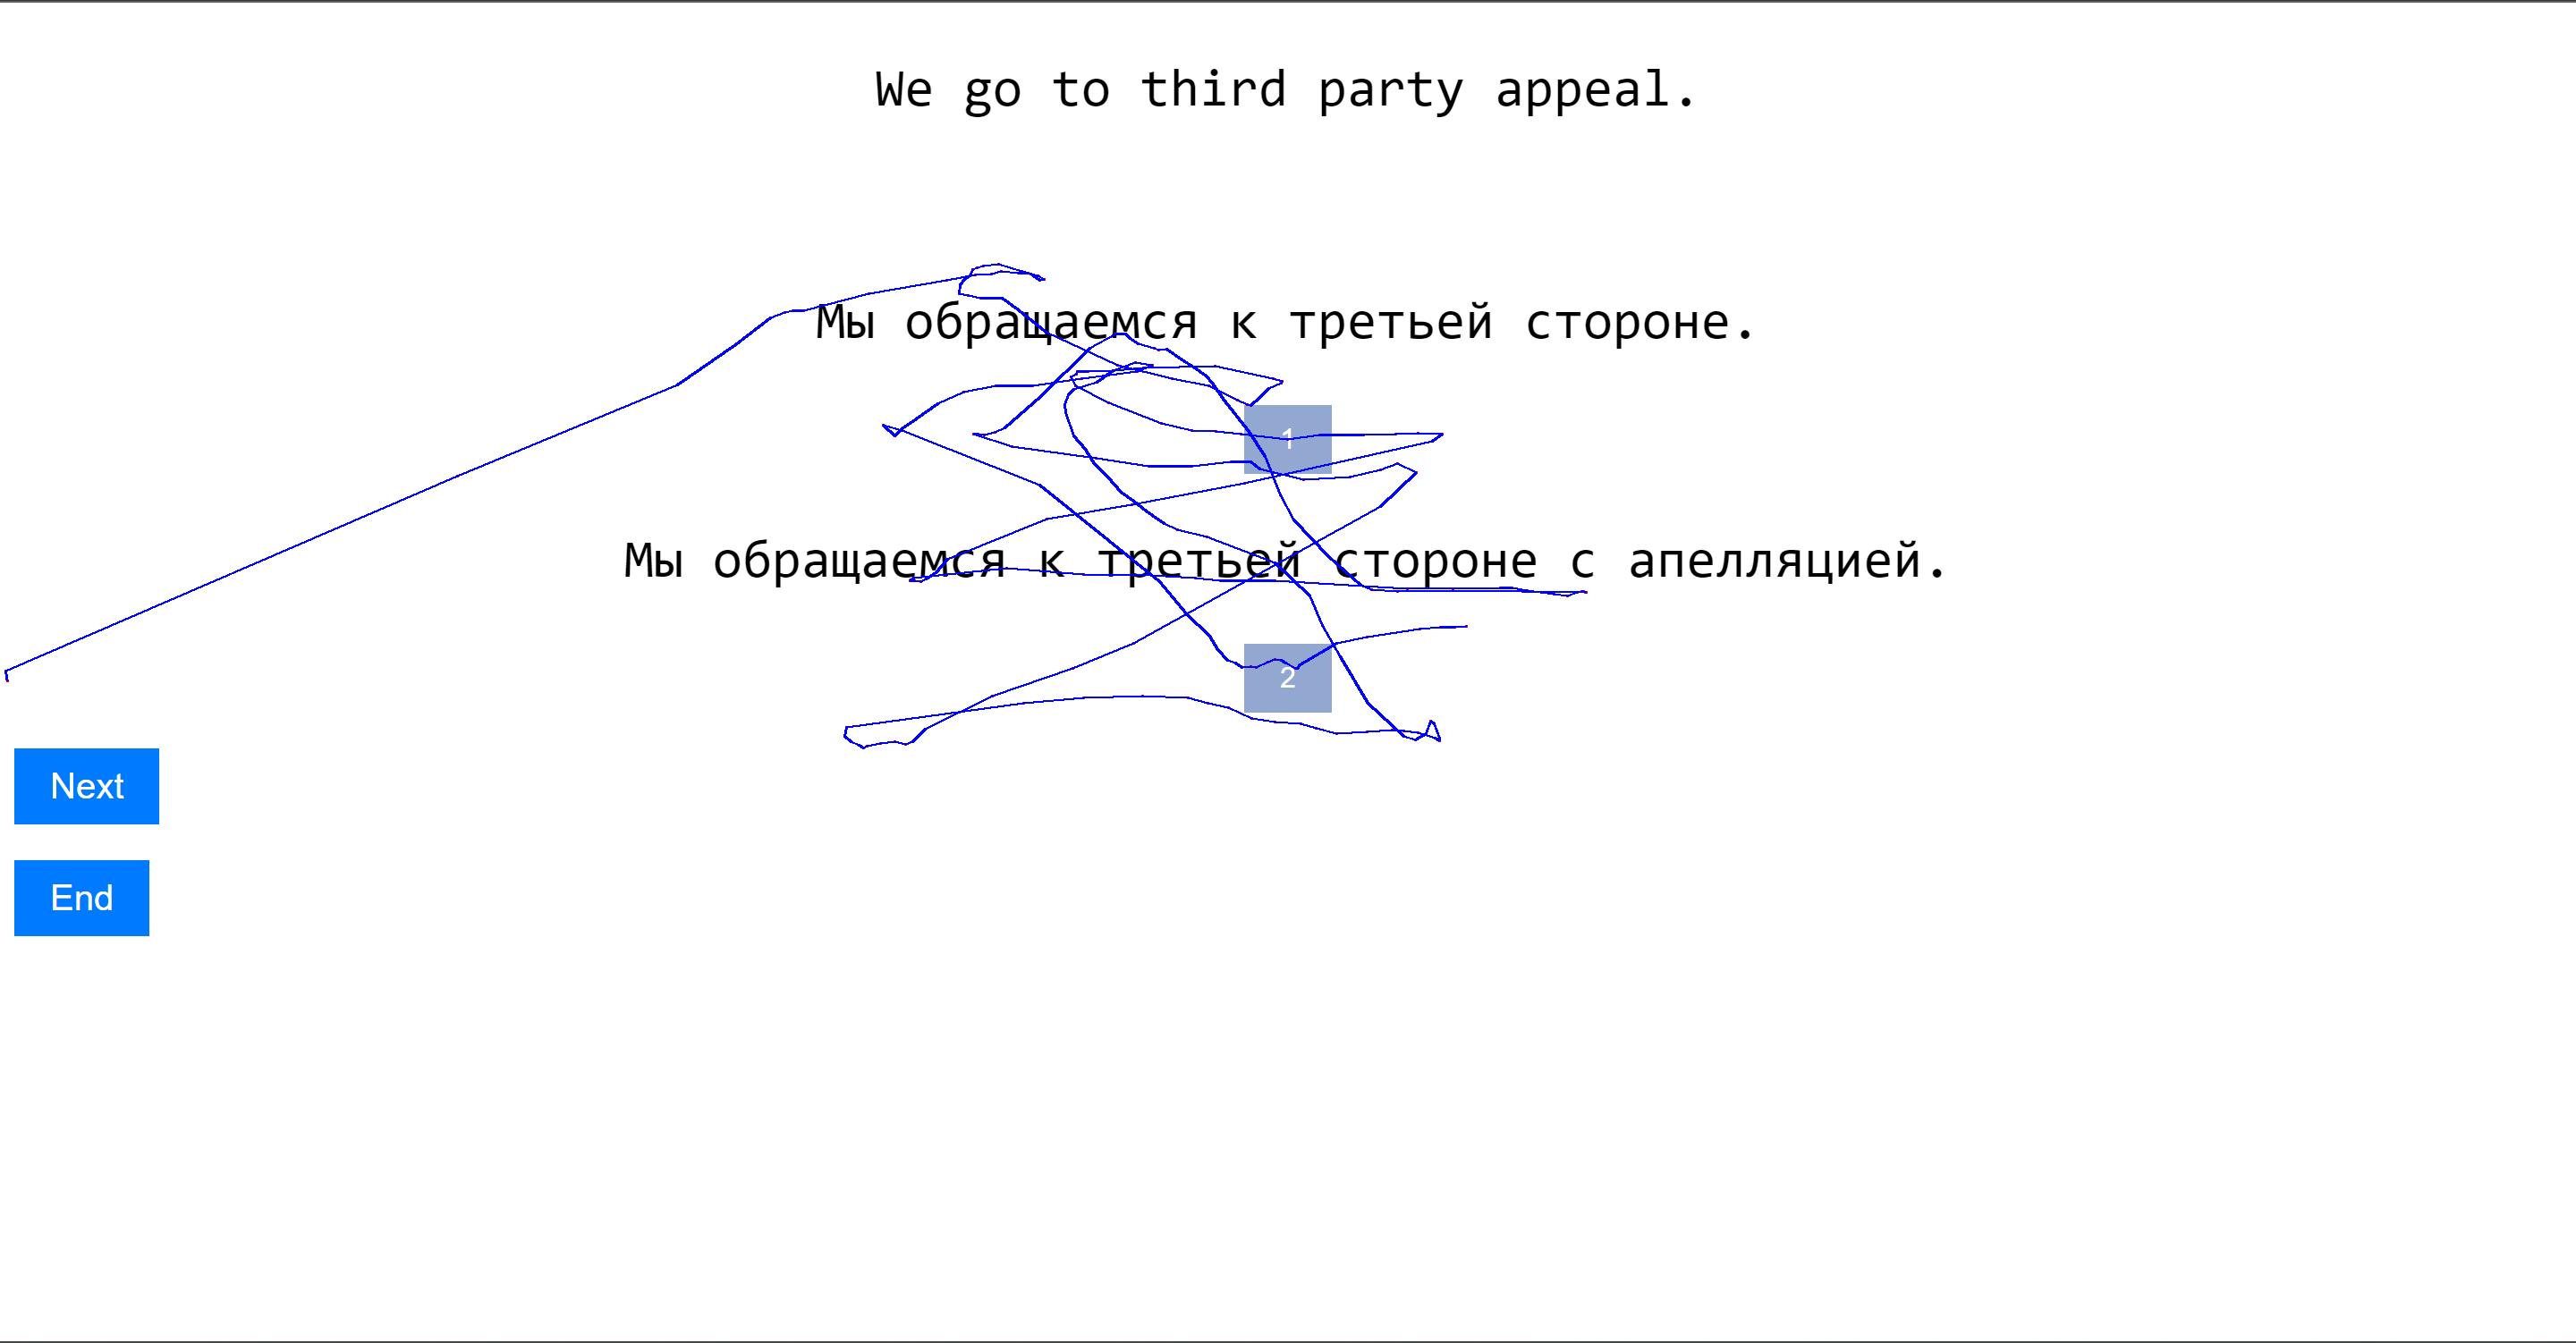 We go to third party appeal.
Мы обращаемся к третьей стороне.
1
Мы обращаемся к третьей стороне с апелляцией.
2
Next
End